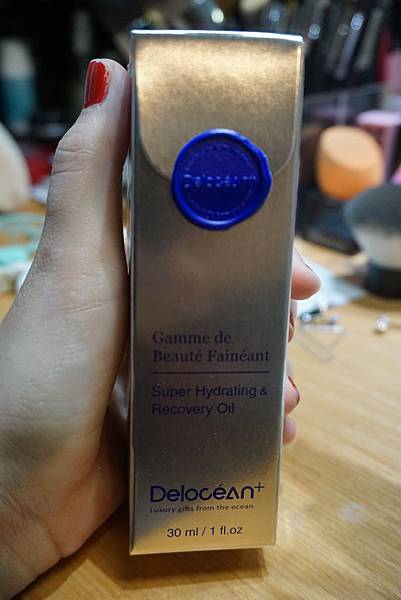 Delocéan+
Gamme de
Beauté Fainéant
Super Hydrating &
Recovery Oil
Delocéan+
Luxury gifts from the ocean
30 ml / 1 fl.oz